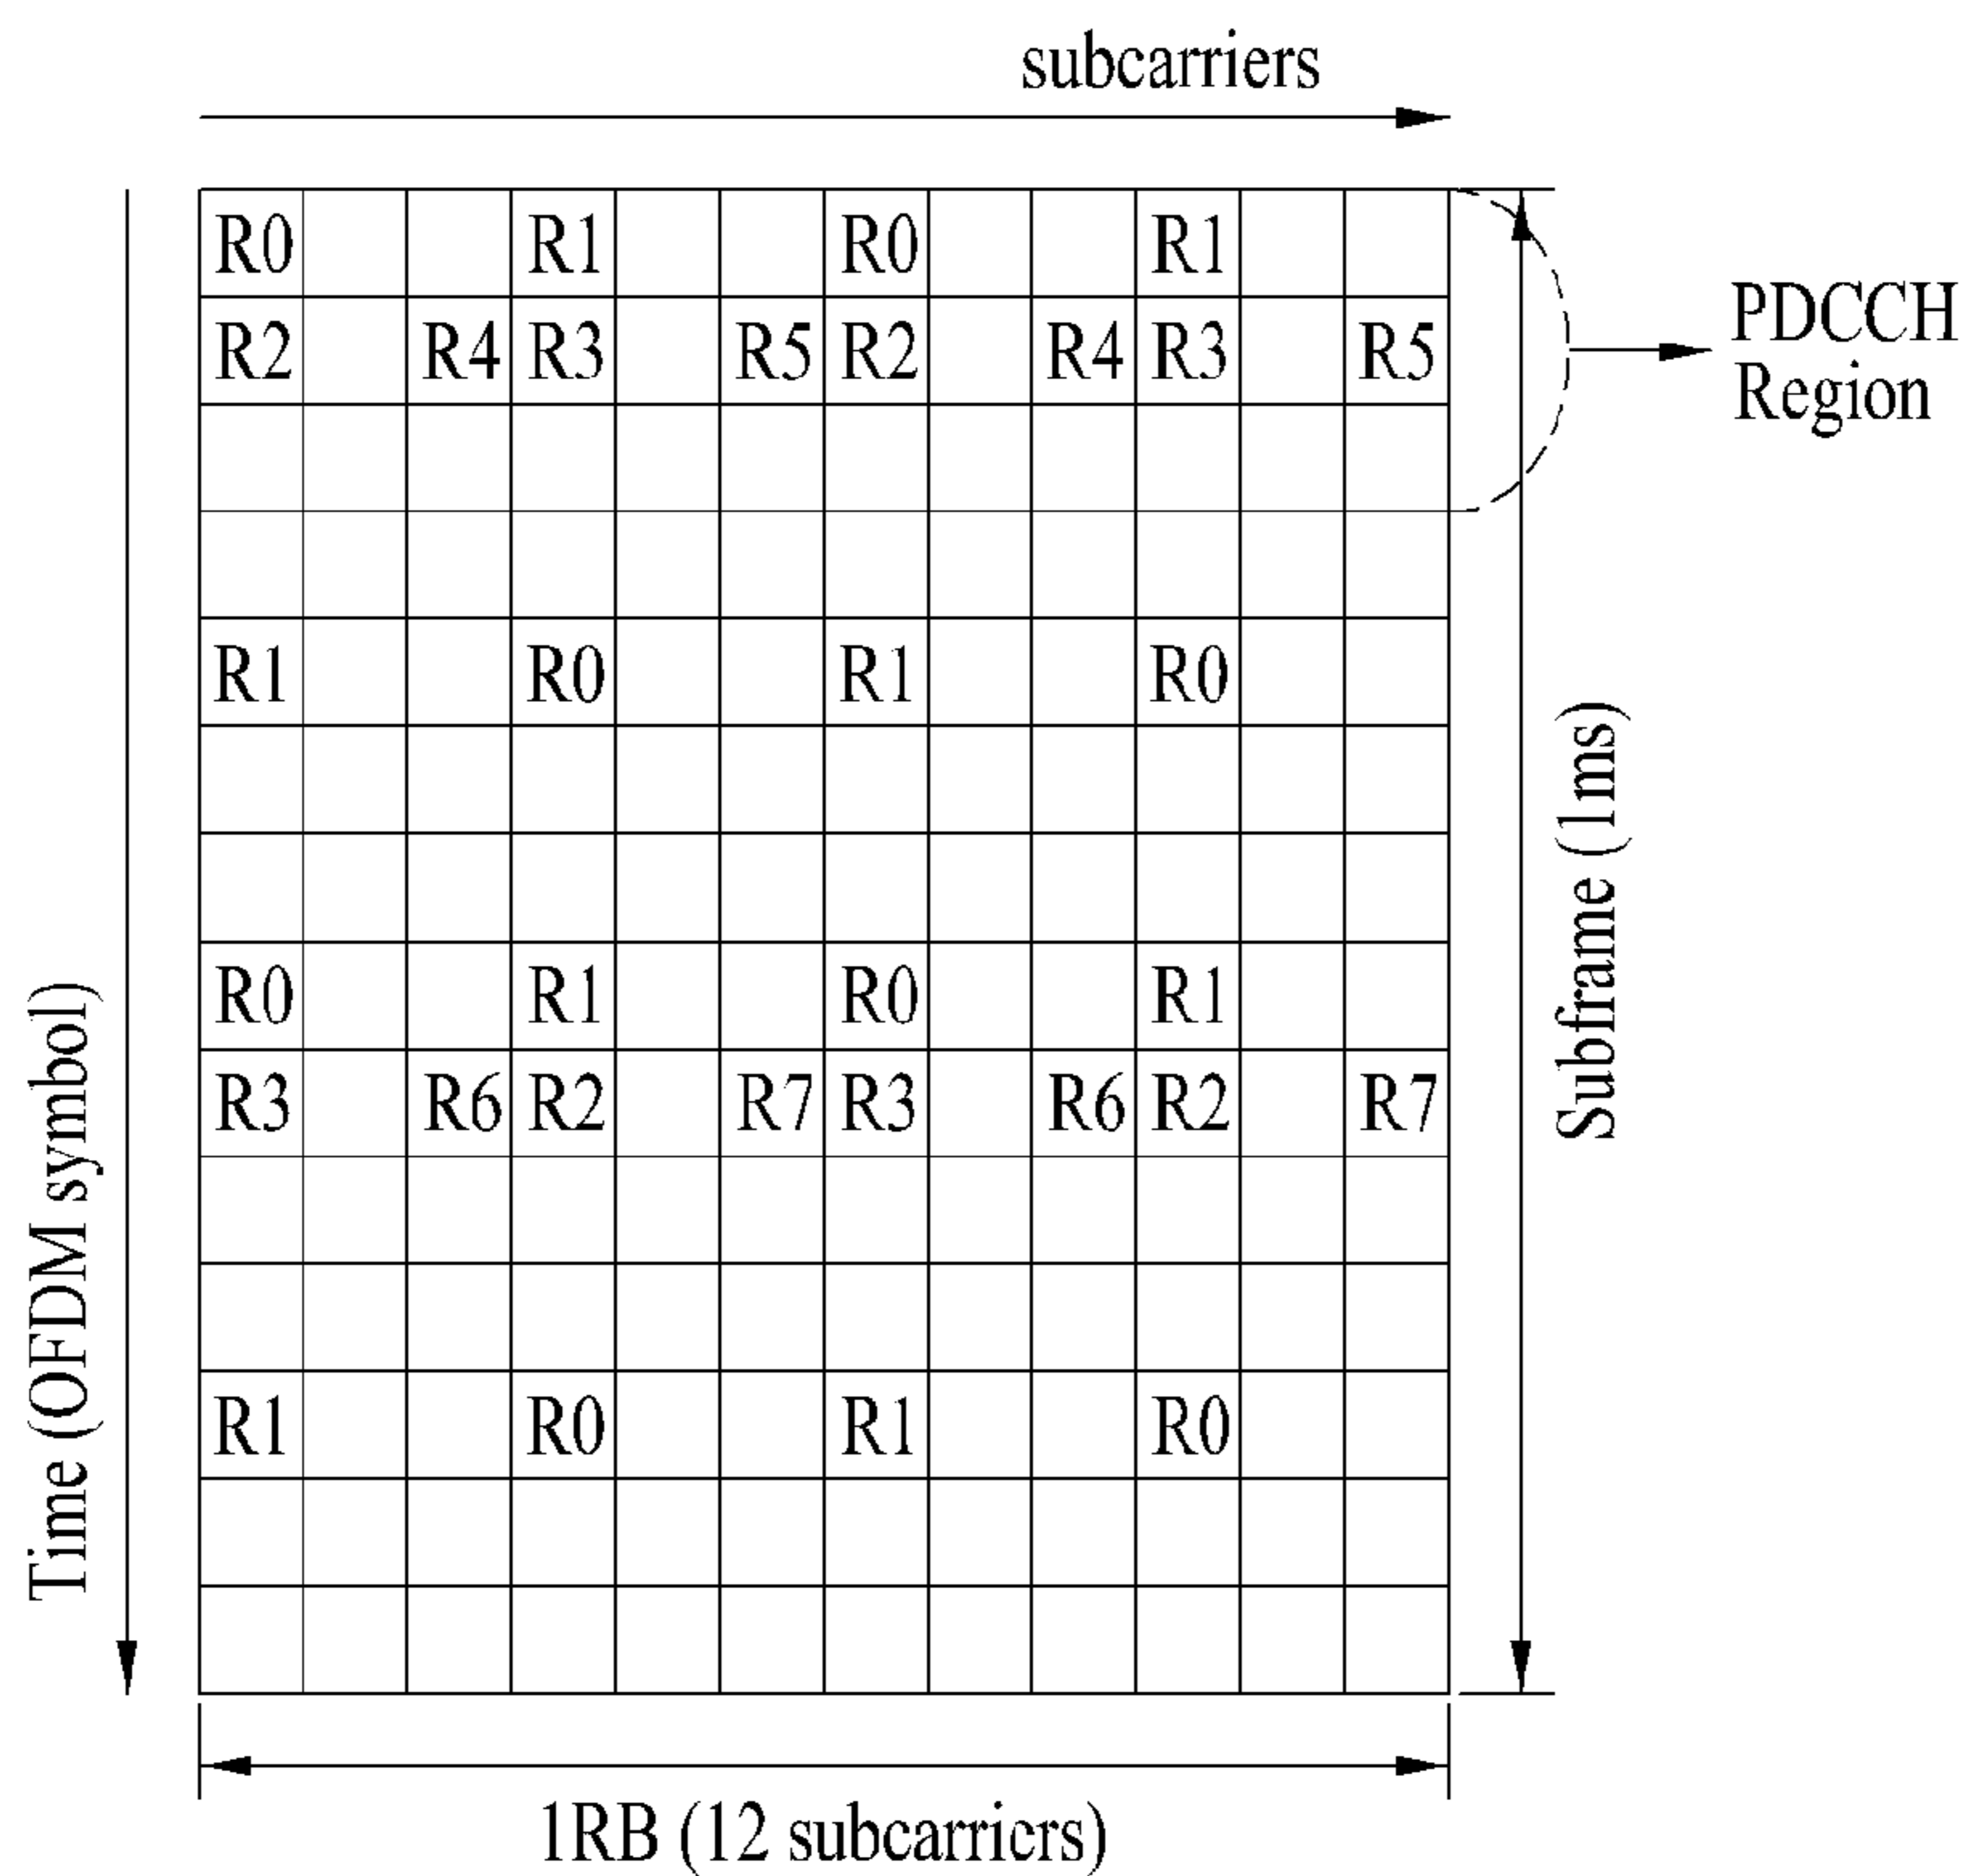 subcarriers
R0 R1 R0 R1
R2 R4 R3 R5 R2 R4 R3 R5
PDCCH
Region
R1 R0 R1 R0
R0 R1 R0 R1
R3 R6 R2 R7 R3 R6 R2 R7
R1 R0 R1 R0
Time (OFDM symbol)
Subframe (1ms)
1RB (12 subcarricrs)